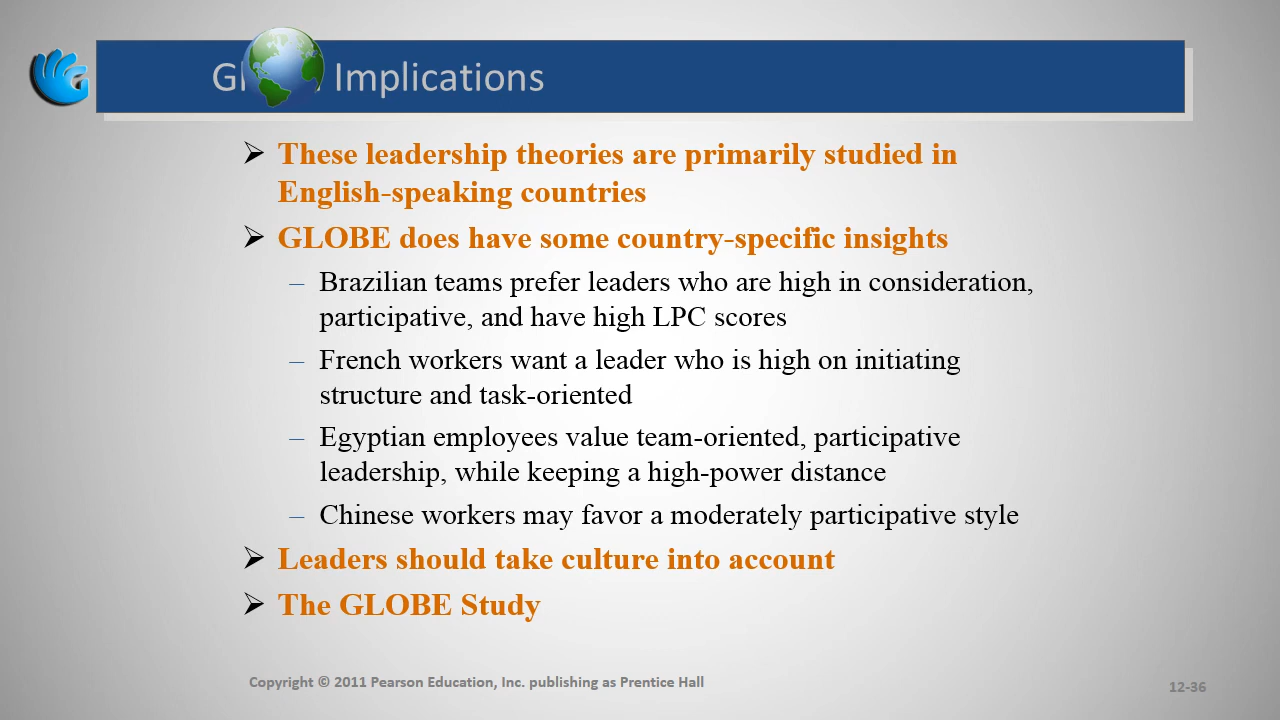 Gl Implications
➢ These leadership theories are primarily studied in
English-speaking countries
➢ GLOBE does have some country-specific insights
– Brazilian teams prefer leaders who are high in consideration,
participative, and have high LPC scores
– French workers want a leader who is high on initiating
structure and task-oriented
– Egyptian employees value team-oriented, participative
leadership, while keeping a high-power distance
– Chinese workers may favor a moderately participative style
➢ Leaders should take culture into account
➢ The GLOBE Study
Copyright © 2011 Pearson Education, Inc. publishing as Prentice Hall
12-36